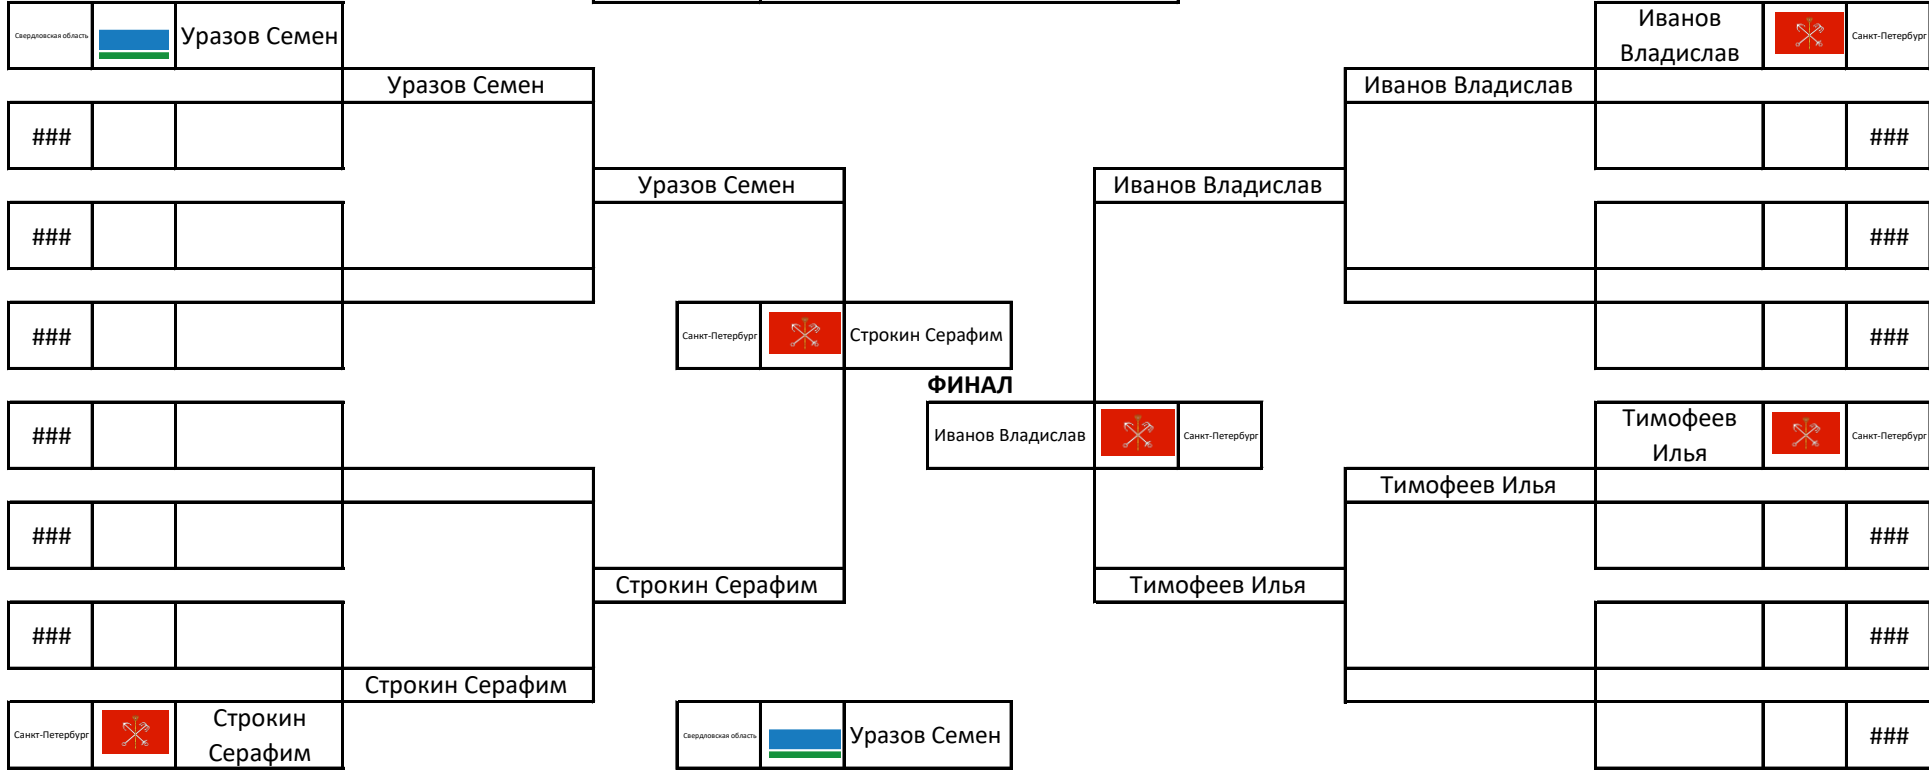 Свердловская область
Уразов Семен
Иванов
Владислав
Санкт-Петербург
Уразов Семен
Иванов Владислав
###
###
Уразов Семен
Иванов Владислав
###
###
###
Санкт-Петербург
Строкин Серафим
###
ФИНАЛ
###
Иванов Владислав
Санкт-Петербург
Тимофеев
Илья
Санкт-Петербург
Тимофеев Илья
###
###
Строкин Серафим
Тимофеев Илья
###
###
Строкин Серафим
Санкт-Петербург
Строкин
Серафим
Свердловская область
Уразов Семен
###